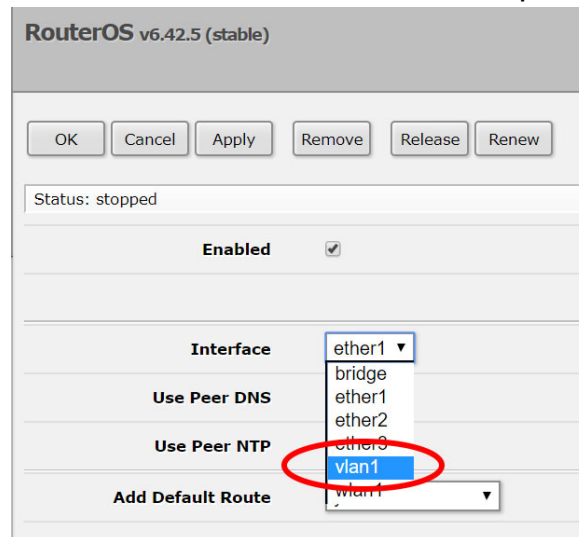 RouterOS v6.42.5 (stable)
OK Cancel Apply Remove Release Renew
Status: stopped
Enabled
Interface ether1
bridge
Use Peer DNS ether1
ether2
Use Peer NTP ether3
vlan1
Add Default Route wlan1